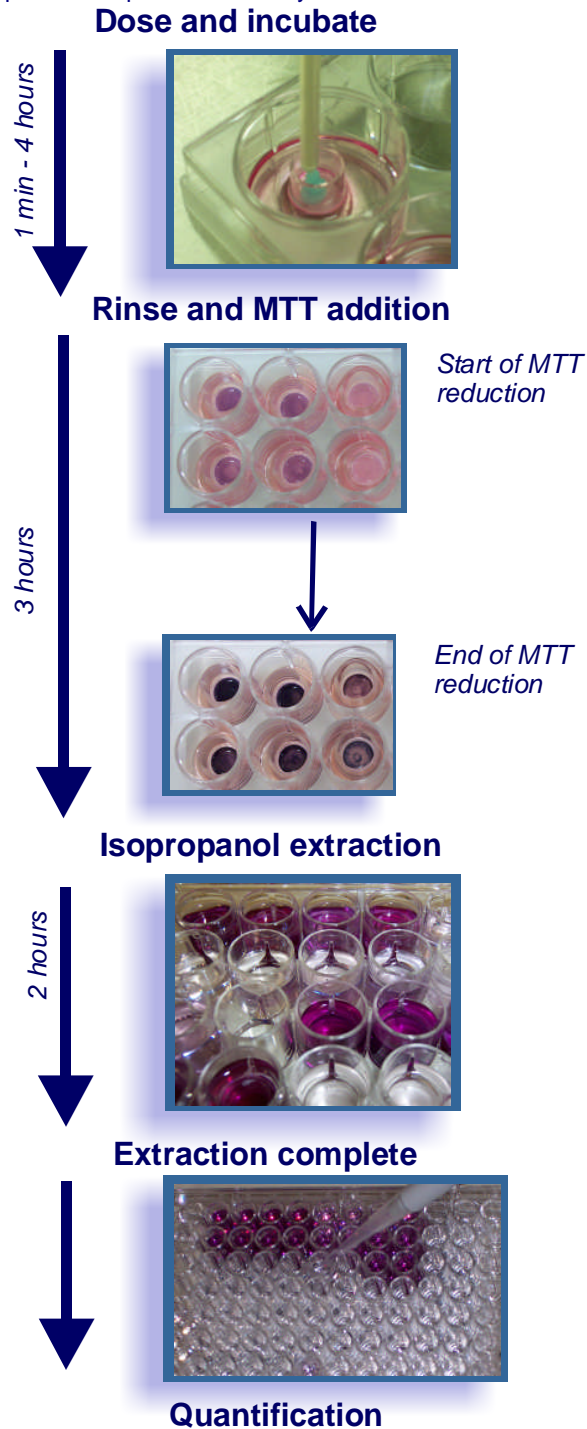 Dose and incubate
1 min - 4 hours
Rinse and MTT addition
Start of MTT
reduction
3 hours
End of MTT
reduction
Isopropanol extraction
2 hours
Extraction complete
Quantification